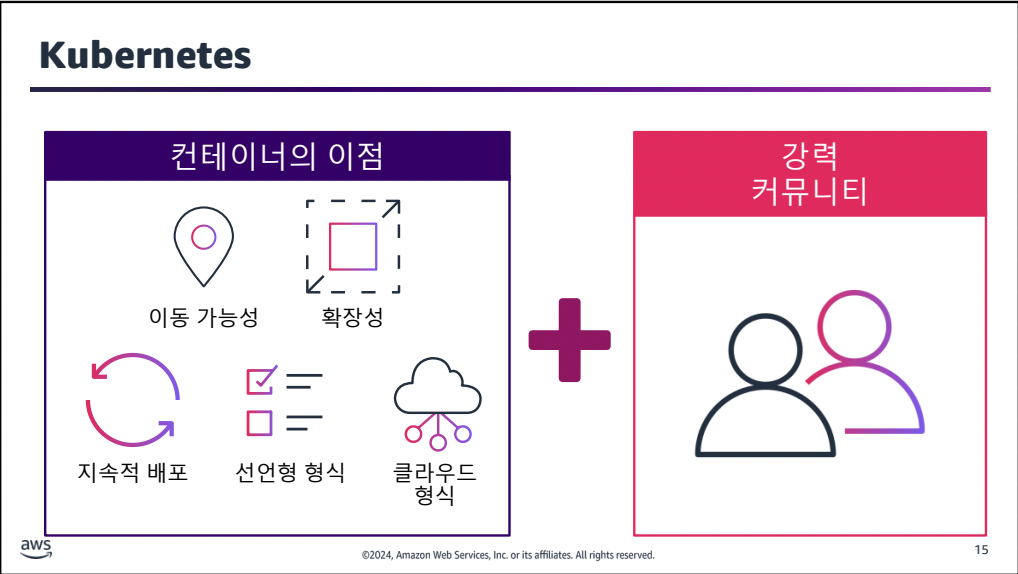 Kubernetes
컨테이너의 이점
강력
커뮤니티
이동 가능성
확장성
지속적 배포
선언형 형식
클라우드
형식
aws
©2024, Amazon Web Services, Inc. or its affiliates. All rights reserved.
15